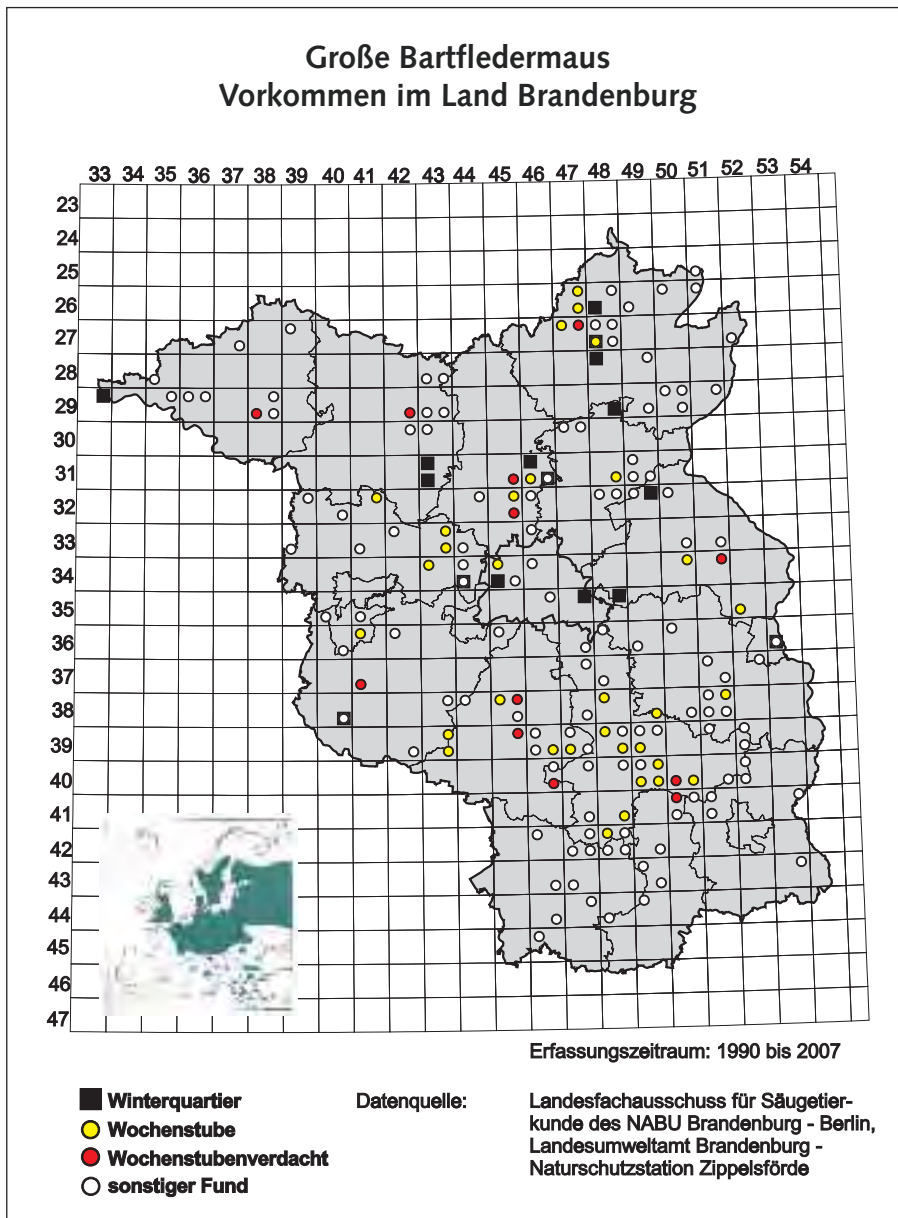 Große Bartfledermaus
Vorkommen im Land Brandenburg
33 34 35 36 37 38 39 40 41 42 43 44 45 46 47 48 49 50 51 52 53 54
23
24
25
26
27
28
29
30
31
32
33
34
35
36
37
38
39
40
41
42
43
44
45
46
47
Erfassungszeitraum: 1990 bis 2007
Winterquartier
Wochenstube
Wochenstubenverdacht
sonstiger Fund
Datenquelle:
Landesfachausschuss für Säugetier-
kunde des NABU Brandenburg - Berlin,
Landesumweltamt Brandenburg -
Naturschutzstation Zippelsförde